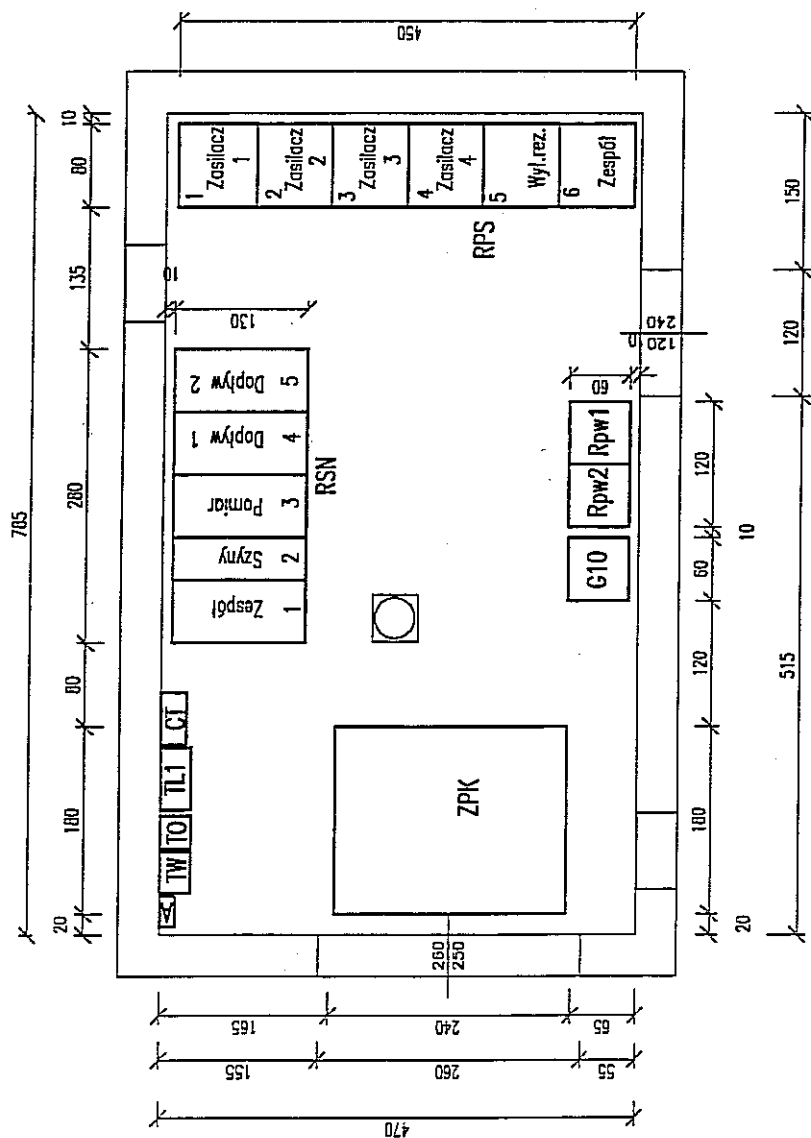 450
785
10
80
135
280
80
180
20
1
Zasilacz
1
2
Zasilacz
2
3
Zasilacz
3
4
Zasilacz
4
5
Wył.rez.
6
Zespół
RPS
10
130
Dopływ 2
5
Dopływ 1
4
Pomiar
3
Szyny
2
Zespół
1
RSN
CT
TL1
TO
TW
A
ZPK
G10
Rpw2
Rpw1
60
10
120
240
260
250
150
120
515
120
10
60
120
180
20
165
240
65
155
260
55
470